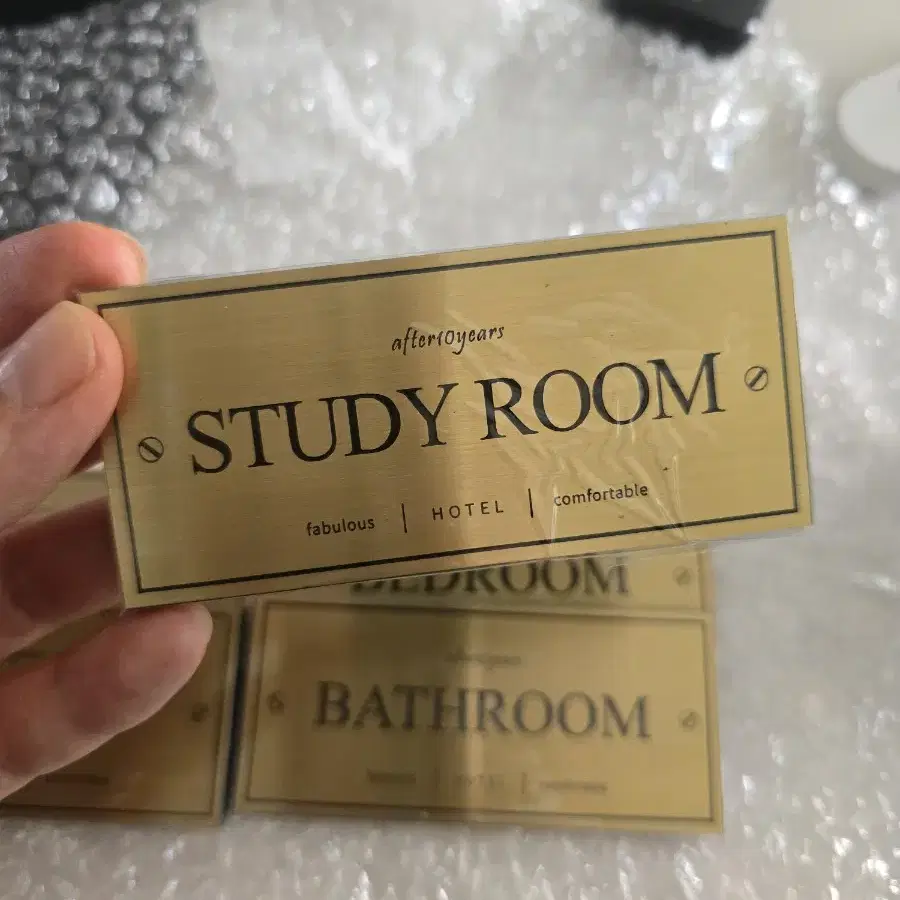 after10years
STUDY ROOM
fabulous | HOTEL | comfortable
BEDROOM
BATHROOM